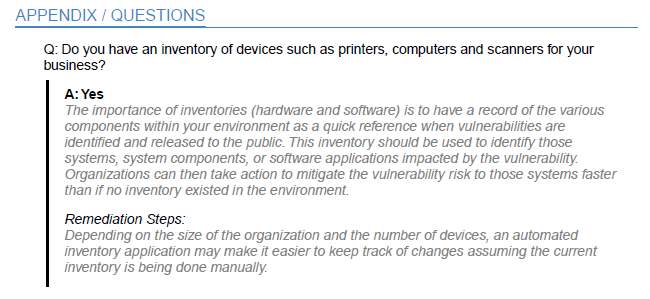 APPENDIX / QUESTIONS
Q: Do you have an inventory of devices such as printers, computers and scanners for your
business?
A: Yes
The importance of inventories (hardware and software) is to have a record of the various
components within your environment as a quick reference when vulnerabilities are
identified and released to the public. This inventory should be used to identify those
systems, system components, or software applications impacted by the vulnerability.
Organizations can then take action to mitigate the vulnerability risk to those systems faster
than if no inventory existed in the environment.
Remediation Steps:
Depending on the size of the organization and the number of devices, an automated
inventory application may make it easier to keep track of changes assuming the current
inventory is being done manually.